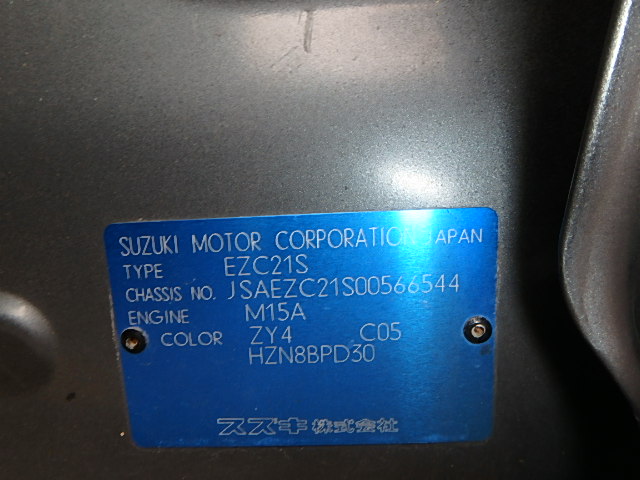 SUZUKI MOTOR CORPORATION JAPAN
TYPE EZC21S
CHASSIS NO. JSAEZC21S00566544
ENGINE M15A
COLOR ZY4 C05
HZN8BPD30
スズキ株式会社